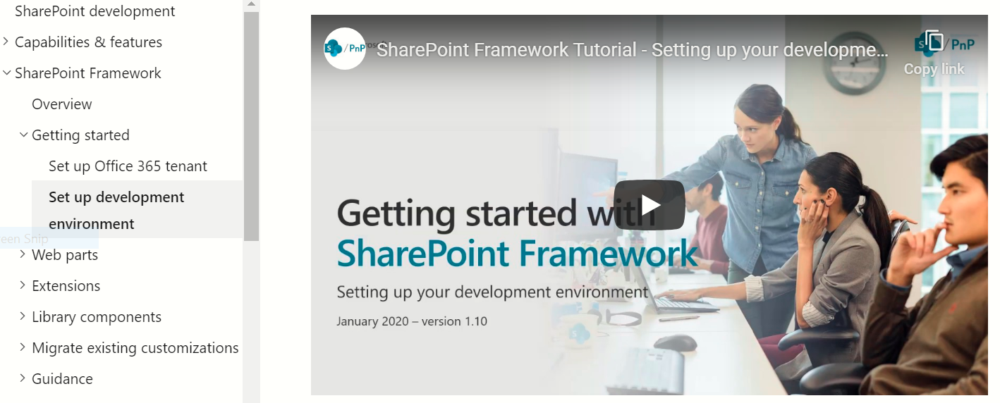 SharePoint development
Capabilities & features
SharePoint Framework
Overview
Getting started
Set up Office 365 tenant
Set up development
environment
reen Snip
Web parts
Extensions
Library components
Migrate existing customizations
Guidance
S / PnP
SharePoint Framework Tutorial - Setting up your developme...
S / PnP
Copy link
Getting started with
SharePoint Framework
Setting up your development environment
January 2020 – version 1.10